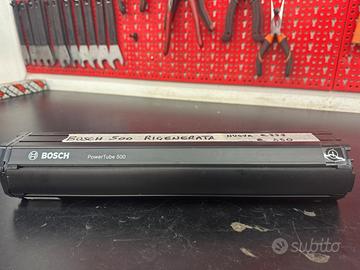 BOSCH 500 RIGENERATA NUOVA
BOSCH PowerTube 500
subito